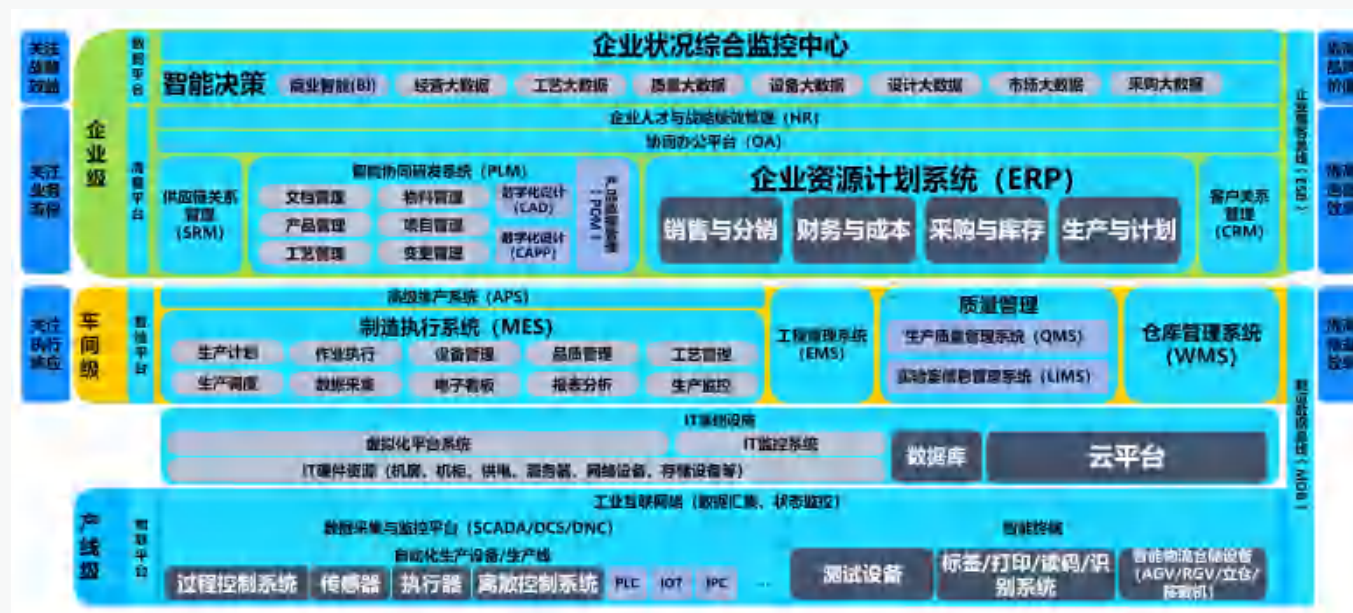 企业状况综合监控中心
智能决策
商业智能(BI)
经营大数据
工艺大数据
质量大数据
设备大数据
设计大数据
市场大数据
采购大数据
企业级
企业人才与战略绩效管理（HR）
协同办公平台（OA）
供应链关系
管理
(SRM)
智能协同研发系统（PLM）
文档管理
物料管理
产品管理
项目管理
工艺管理
变更管理
数字化设计
(CAD)
数字化设计
(CAPP)
企业资源计划系统（ERP）
销售与分销
财务与成本
采购与库存
生产与计划
客户关系
管理
(CRM)
车间级
高级排产系统（APS）
制造执行系统（MES）
生产计划
作业执行
设备管理
品质管理
工艺管理
生产调度
数据采集
电子看板
报表分析
生产监控
工程管理系统
(EMS)
质量管理
生产质量管理系统（QMS）
实验室信息管理系统（LIMS）
仓库管理系统
(WMS)
IT基础设施
虚拟化平台系统
IT监控系统
IT硬件资源（机房、机柜、供电、服务器、网络设备、存储设备等）
数据库
云平台
产线级
工业互联网络（数据汇集、状态监控）
数据采集与监控平台（SCADA/DCS/DNC）
智能终端
自动化生产设备/生产线
过程控制系统
传感器
执行器
离散控制系统
PLC
IOT
IPC
...
测试设备
标签/打印/读码/识
别系统
智能物流仓储设备
(AGV/RGV/立仓/